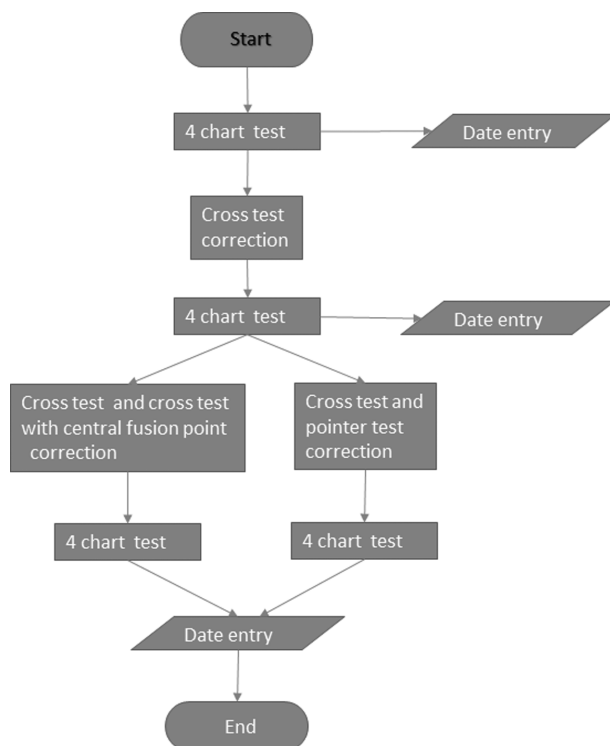 Start
4 chart test
Date entry
Cross test
correction
4 chart test
Date entry
Cross test and cross test
with central fusion point
correction
Cross test and
pointer test
correction
4 chart test
4 chart test
Date entry
End